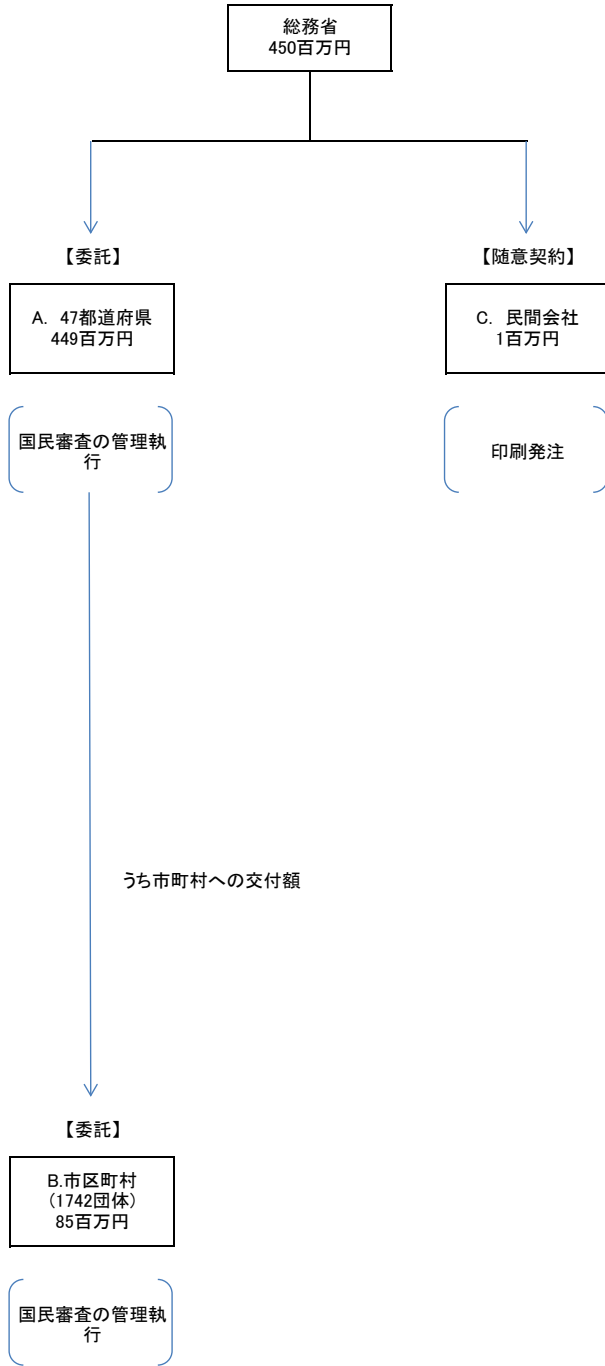 総務省
450百万円
【委託】
【随意契約】
A. 47都道府県
449百万円
C. 民間会社
1百万円
国民審査の管理執
行
印刷発注
うち市町村への交付額
【委託】
B.市区町村
(1742団体)
85百万円
国民審査の管理執
行